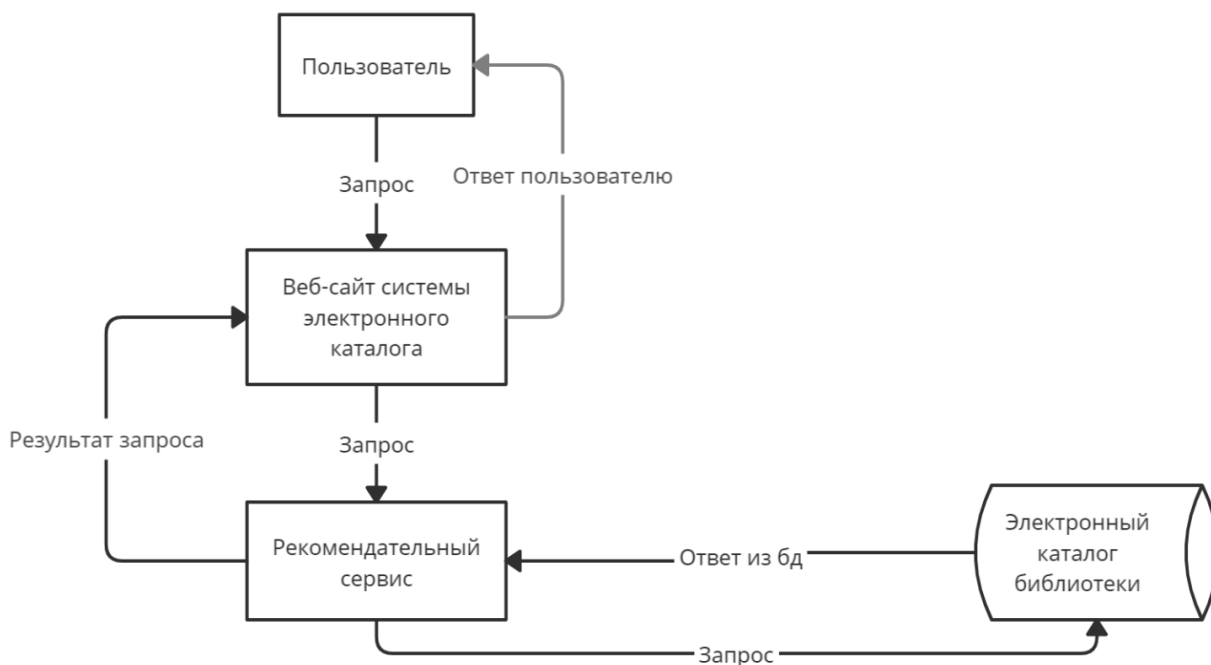 Пользователь
Запрос
Ответ пользователю
Веб-сайт системы
электронного
каталога
Результат запроса
Запрос
Рекомендательный
сервис
Ответ из бд
Электронный
каталог
библиотеки
Запрос